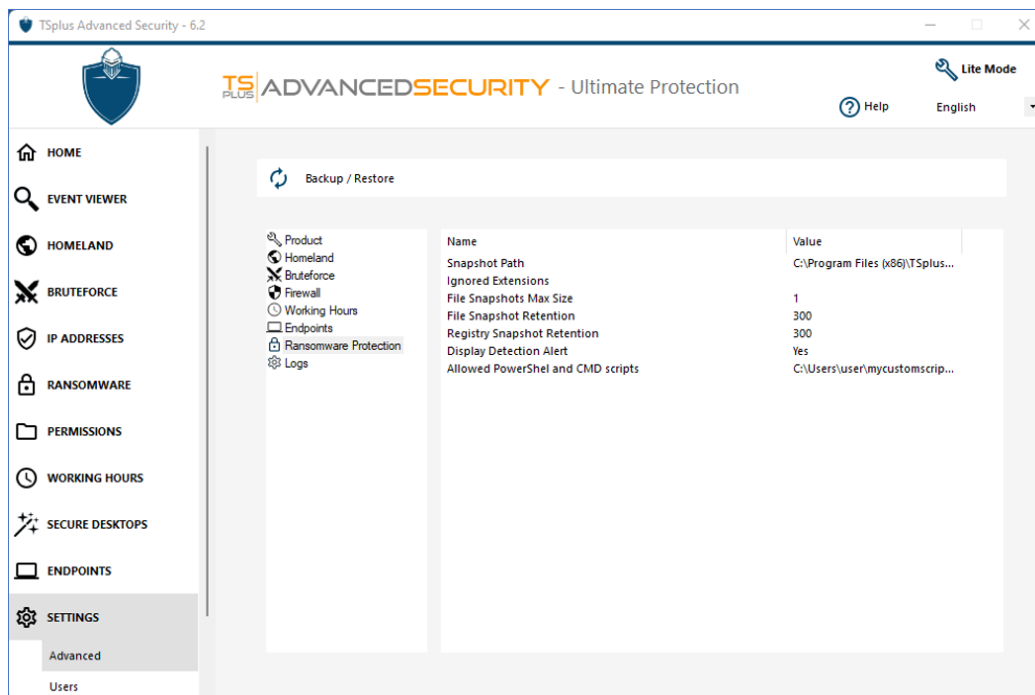 TSplus Advanced Security - 6.2
Lite Mode
TS PLUS ADVANCEDSECURITY - Ultimate Protection
Help
English
HOME
EVENT VIEWER
HOMELAND
BRUTEFORCE
IP ADDRESSES
RANSOMWARE
PERMISSIONS
WORKING HOURS
SECURE DESKTOPS
ENDPOINTS
SETTINGS
Advanced
Users
Backup / Restore
Product
Homeland
Bruteforce
Firewall
Working Hours
Endpoints
Ransomware Protection
Logs
Name Value
Snapshot Path C:\Program Files (x86)\TSplus...
Ignored Extensions
File Snapshots Max Size 1
File Snapshot Retention 300
Registry Snapshot Retention 300
Display Detection Alert Yes
Allowed PowerShel and CMD scripts C:\Users\user\mycustomscrip...